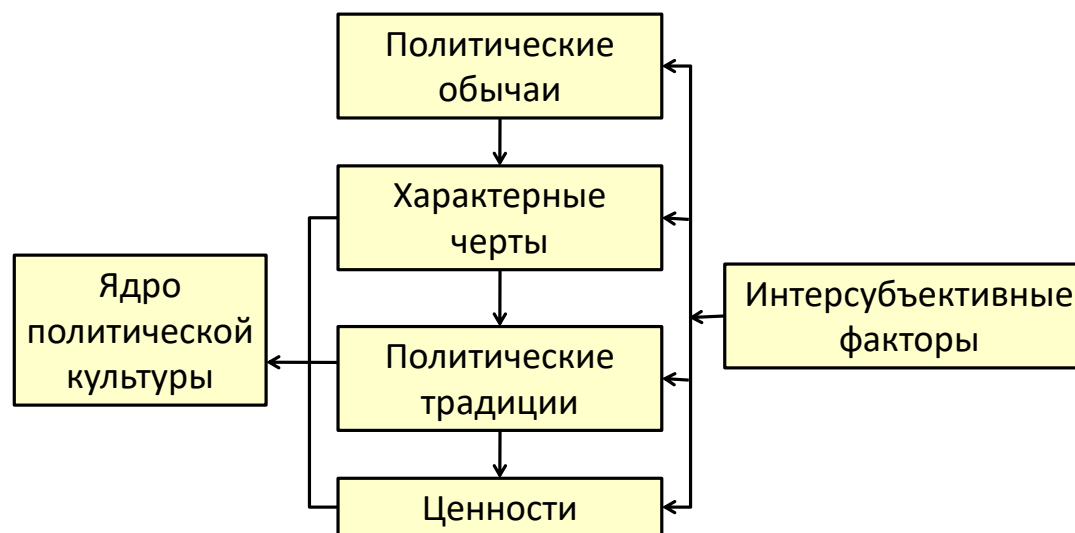 Политические
обычаи
Характерные
черты
Ядро
политической
культуры
Интерсубъективные
факторы
Политические
традиции
Ценности